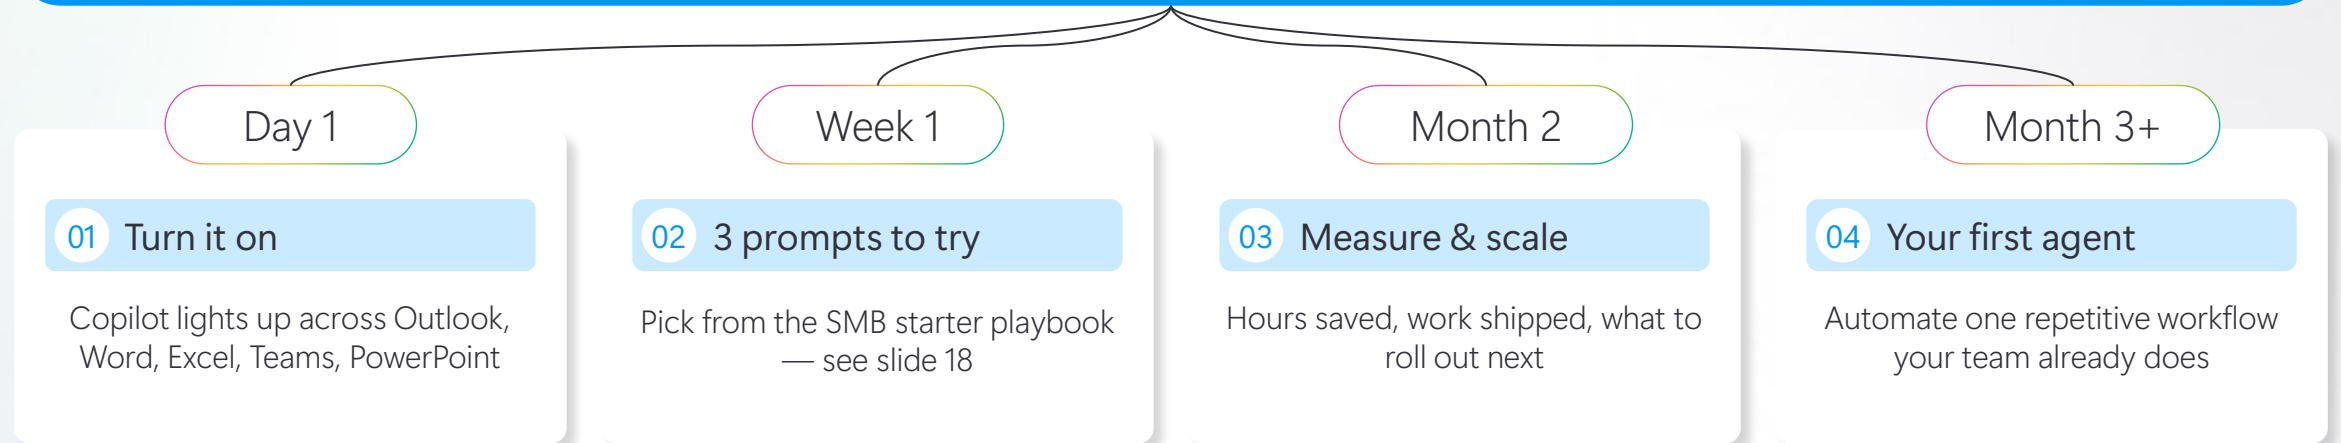 Day 1
Week 1
Month 2
Month 3+
01 Turn it on
02 3 prompts to try
03 Measure & scale
04 Your first agent
Copilot lights up across Outlook,
Word, Excel, Teams, PowerPoint
Pick from the SMB starter playbook
— see slide 18
Hours saved, work shipped, what to
roll out next
Automate one repetitive workflow
your team already does